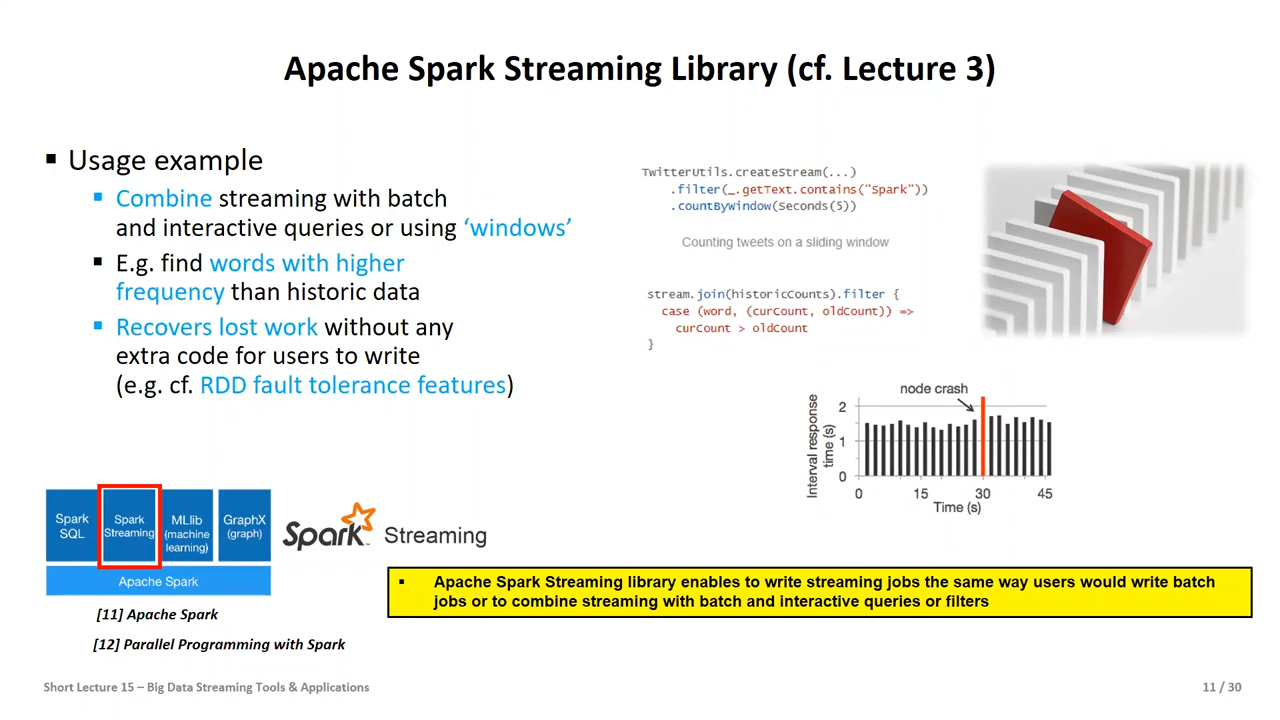 Apache Spark Streaming Library (cf. Lecture 3)
▪ Usage example
▪ Combine streaming with batch
and interactive queries or using ‘windows’
▪ E.g. find words with higher
frequency than historic data
▪ Recovers lost work without any
extra code for users to write
(e.g. cf. RDD fault tolerance features)
TwitterUtils.createStream(...)
.filter(_.getText.contains("Spark"))
.countByWindow(Seconds(5))
Counting tweets on a sliding window
stream.join(historicCounts).filter {
case (word, (curCount, oldCount)) =>
curCount > oldCount
}
node crash
Interval response
time (s)
2
1
0
0 15 30 45
Time (s)
Spark
SQL
Spark
Streaming
MLlib
(machine
learning)
GraphX
(graph)
Apache Spark
Spark™ Streaming
[11] Apache Spark
[12] Parallel Programming with Spark
▪ Apache Spark Streaming library enables to write streaming jobs the same way users would write batch
jobs or to combine streaming with batch and interactive queries or filters
Short Lecture 15 – Big Data Streaming Tools & Applications
11 / 30